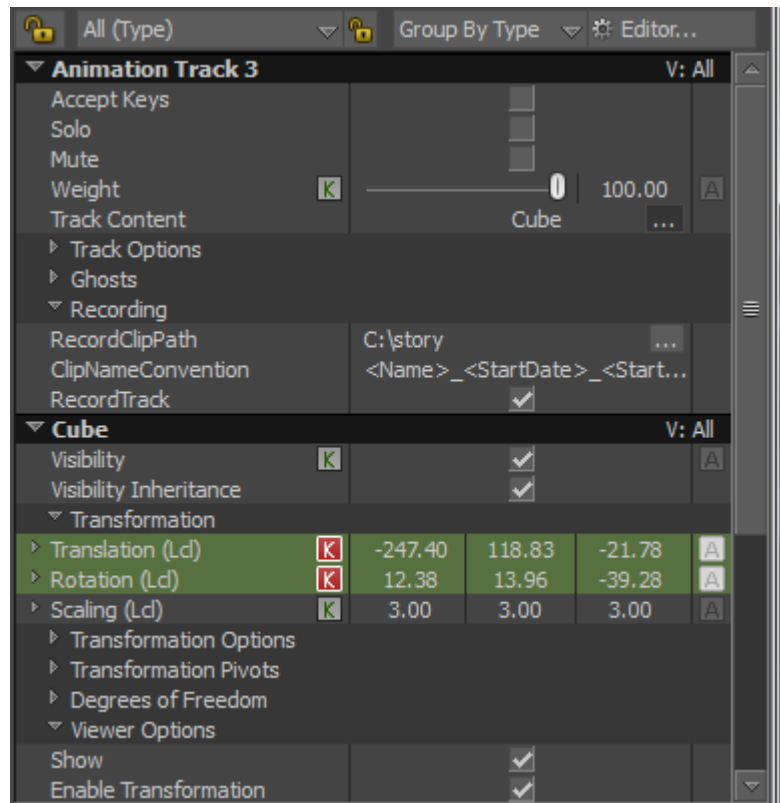 All (Type) Group By Type Editor...
Animation Track 3 V: All
Accept Keys
Solo
Mute
Weight K 100.00 A
Track Content Cube ...
Track Options
Ghosts
Recording
RecordClipPath C:\story ...
ClipNameConvention <Name>_<StartDate>_<Start...
RecordTrack
Cube V: All
Visibility K A
Visibility Inheritance
Transformation
Translation (Lcl) K -247.40 118.83 -21.78 A
Rotation (Lcl) K 12.38 13.96 -39.28 A
Scaling (Lcl) K 3.00 3.00 3.00 A
Transformation Options
Transformation Pivots
Degrees of Freedom
Viewer Options
Show
Enable Transformation